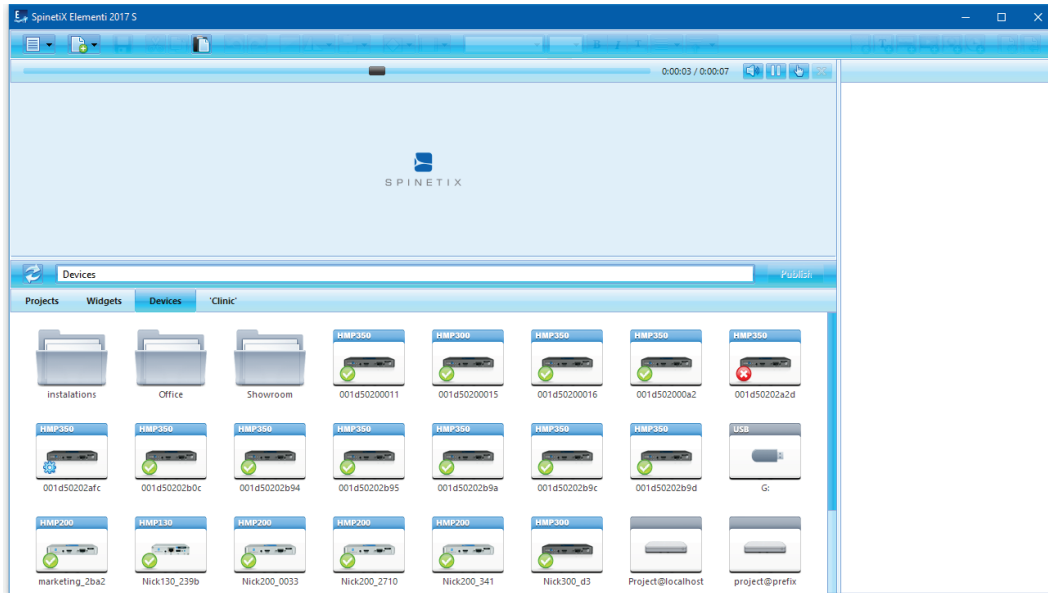 SpinetiX Elementi 2017 S
B I T
0:00:03 / 0:00:07
SPINETIX
Devices
Publish
Projects Widgets Devices 'Clinic'
HMP350 HMP300 HMP350 HMP350 HMP350
instalations Office Showroom 001d50200011 001d50200015 001d50200016 001d502000a2 001d50202a2d
HMP350 HMP350 HMP350 HMP350 HMP350 HMP350 HMP350 USB
001d50202afc 001d50202b0c 001d50202b94 001d50202b95 001d50202b9a 001d50202b9c 001d50202b9d G:
HMP200 HMP130 HMP200 HMP200 HMP200 HMP300
marketing_2ba2 Nick130_239b Nick200_0033 Nick200_2710 Nick200_341 Nick300_d3 Project@localhost project@prefix